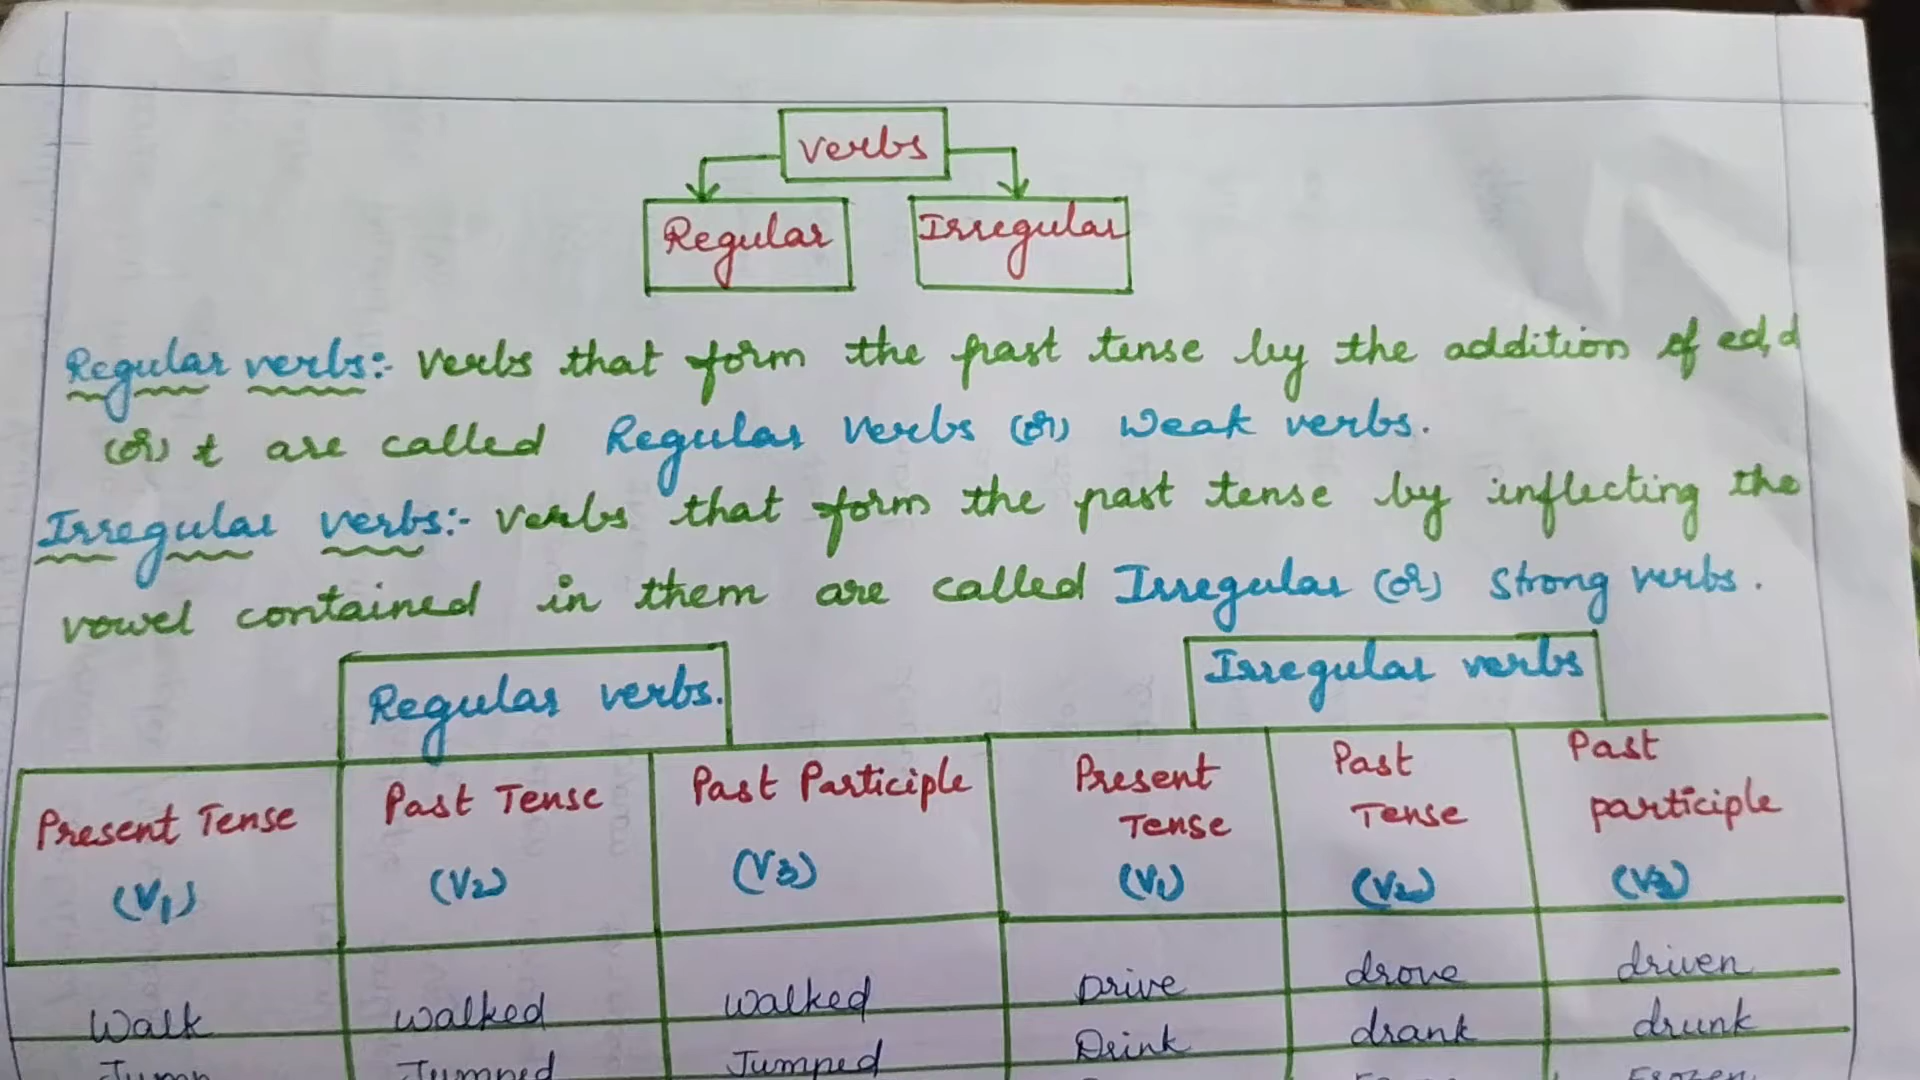 verbs
Regular Irregular
Regular verbs:- verbs that form the past tense by the addition of ed, d
(or) t are called Regular verbs (or) weak verbs.
Irregular verbs:- verbs that form the past tense by inflecting the
vowel contained in them are called Irregular (or) strong verbs.
Regular verbs. Irregular verbs
Present Tense (V1) Past Tense (V2) Past Participle (V3) Present Tense (V1) Past Tense (V2) Past participle (V3)
Walk walked walked Drive drove driven
Jump Jumped Jumped Drink drank drunk
Frozen